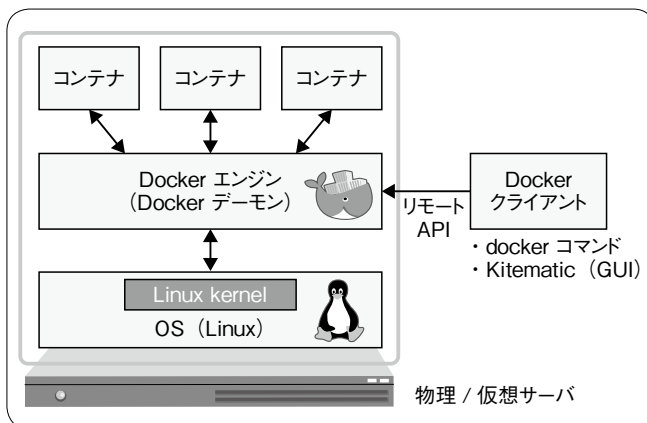 コンテナ
コンテナ
コンテナ
Docker エンジン
（Docker デーモン）
リモート
API
Docker
クライアント
・docker コマンド
・Kitematic（GUI）
Linux kernel
OS（Linux）
物理 / 仮想サーバ